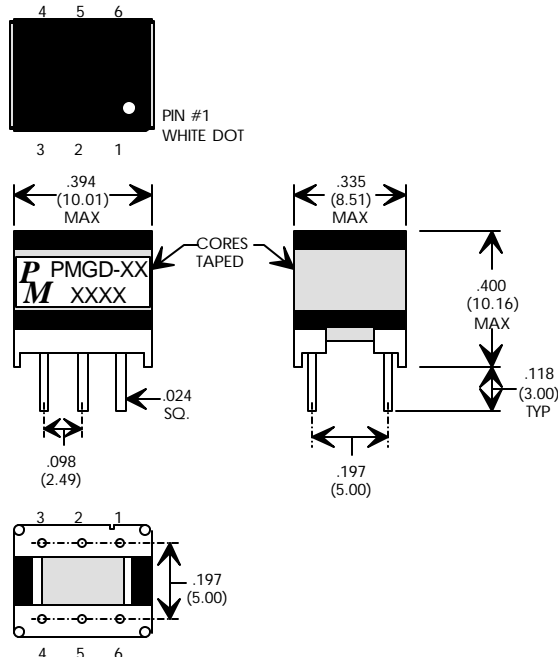 4 5 6
PIN #1
WHITE DOT
3 2 1
.394
(10.01)
MAX
.335
(8.51)
MAX
CORES
TAPED
P PMGD-XX
M XXXX
.400
(10.16)
MAX
.118
(3.00)
TYP
.024
SQ.
.098
(2.49)
.197
(5.00)
3 2 1
.197
(5.00)
4 5 6